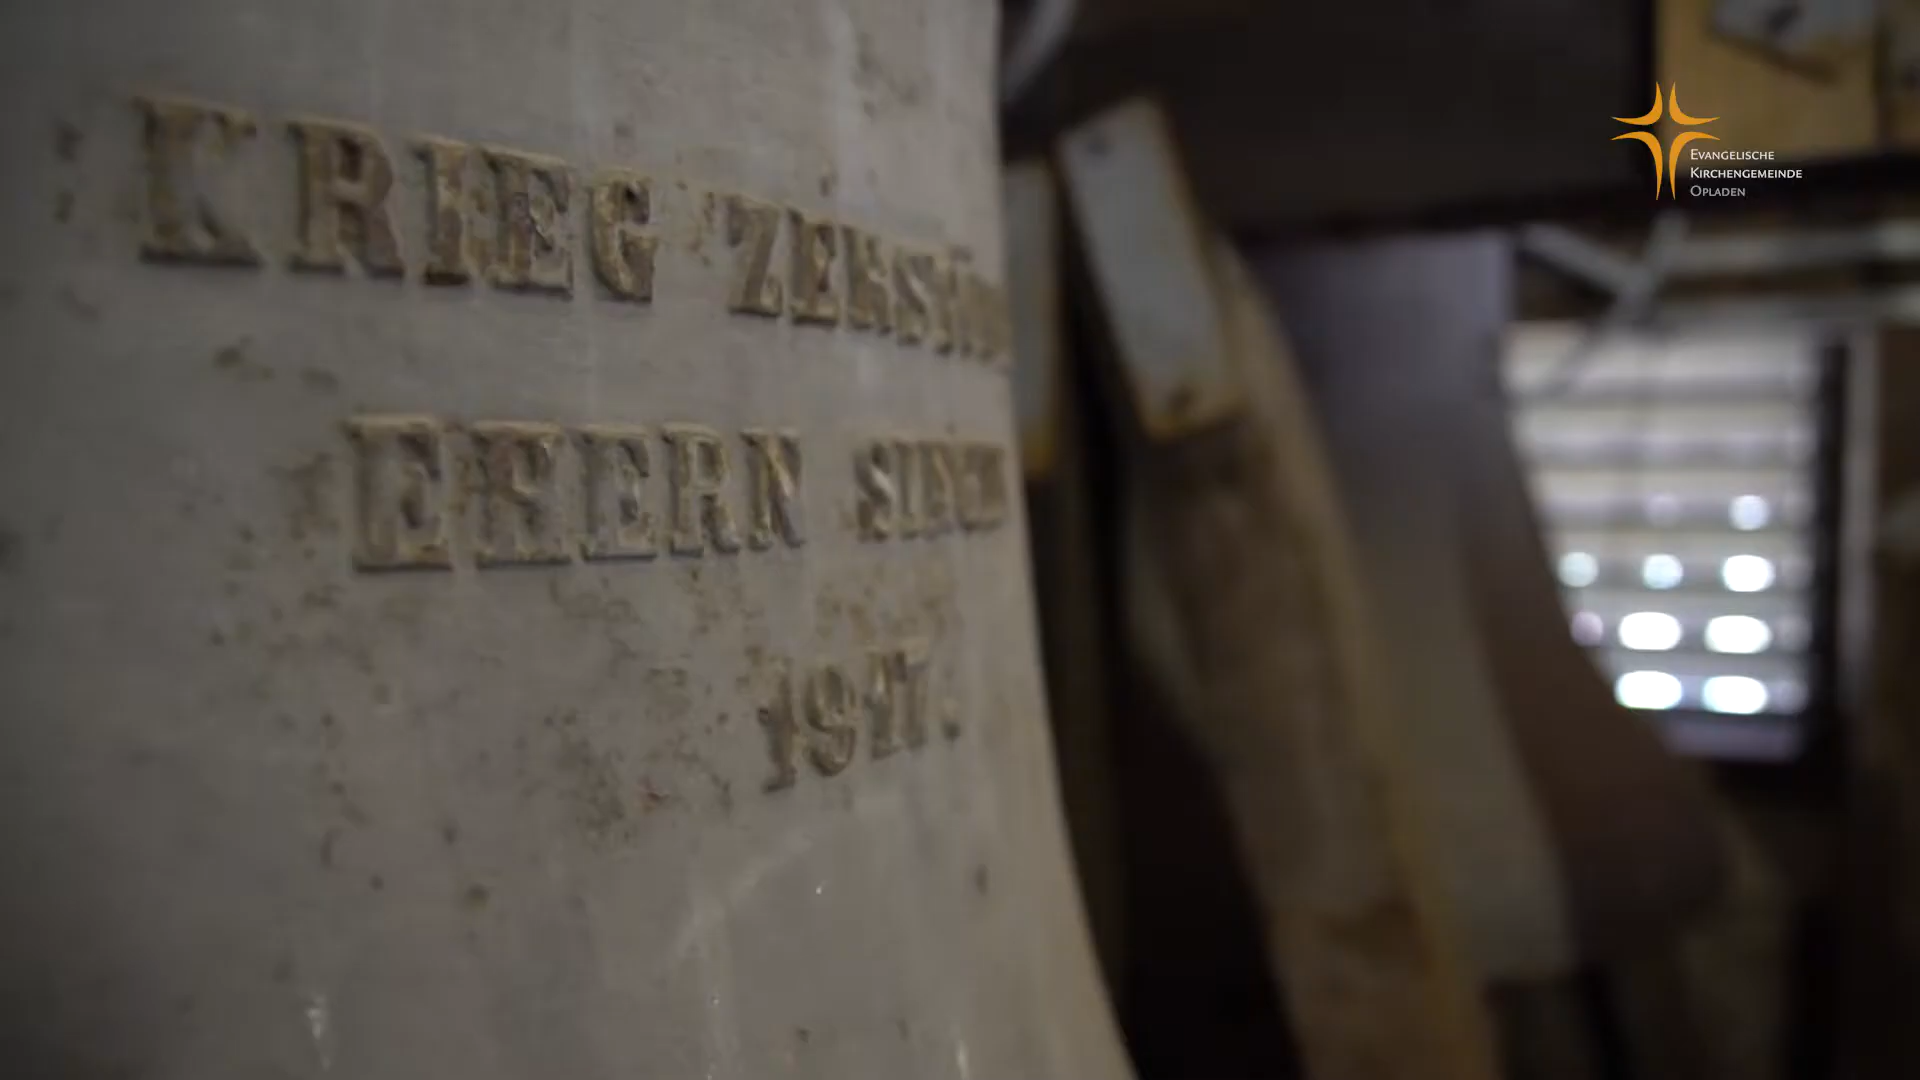 KRIEG
EHERN
1917.
EVANGELISCHE
KIRCHENGEMEINDE
OPLADEN